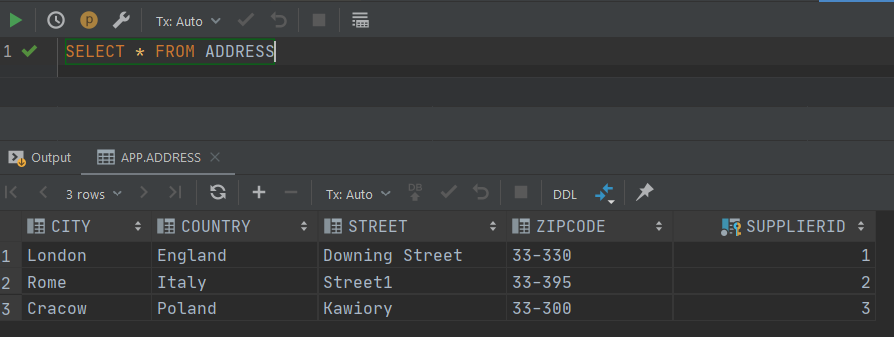 Tx: Auto
1 SELECT * FROM ADDRESS
Output APP.ADDRESS
3 rows Tx: Auto DB DDL
CITY COUNTRY STREET ZIPCODE SUPPLIERID
1 London England Downing Street 33-330 1
2 Rome Italy Street1 33-395 2
3 Cracow Poland Kawiory 33-300 3